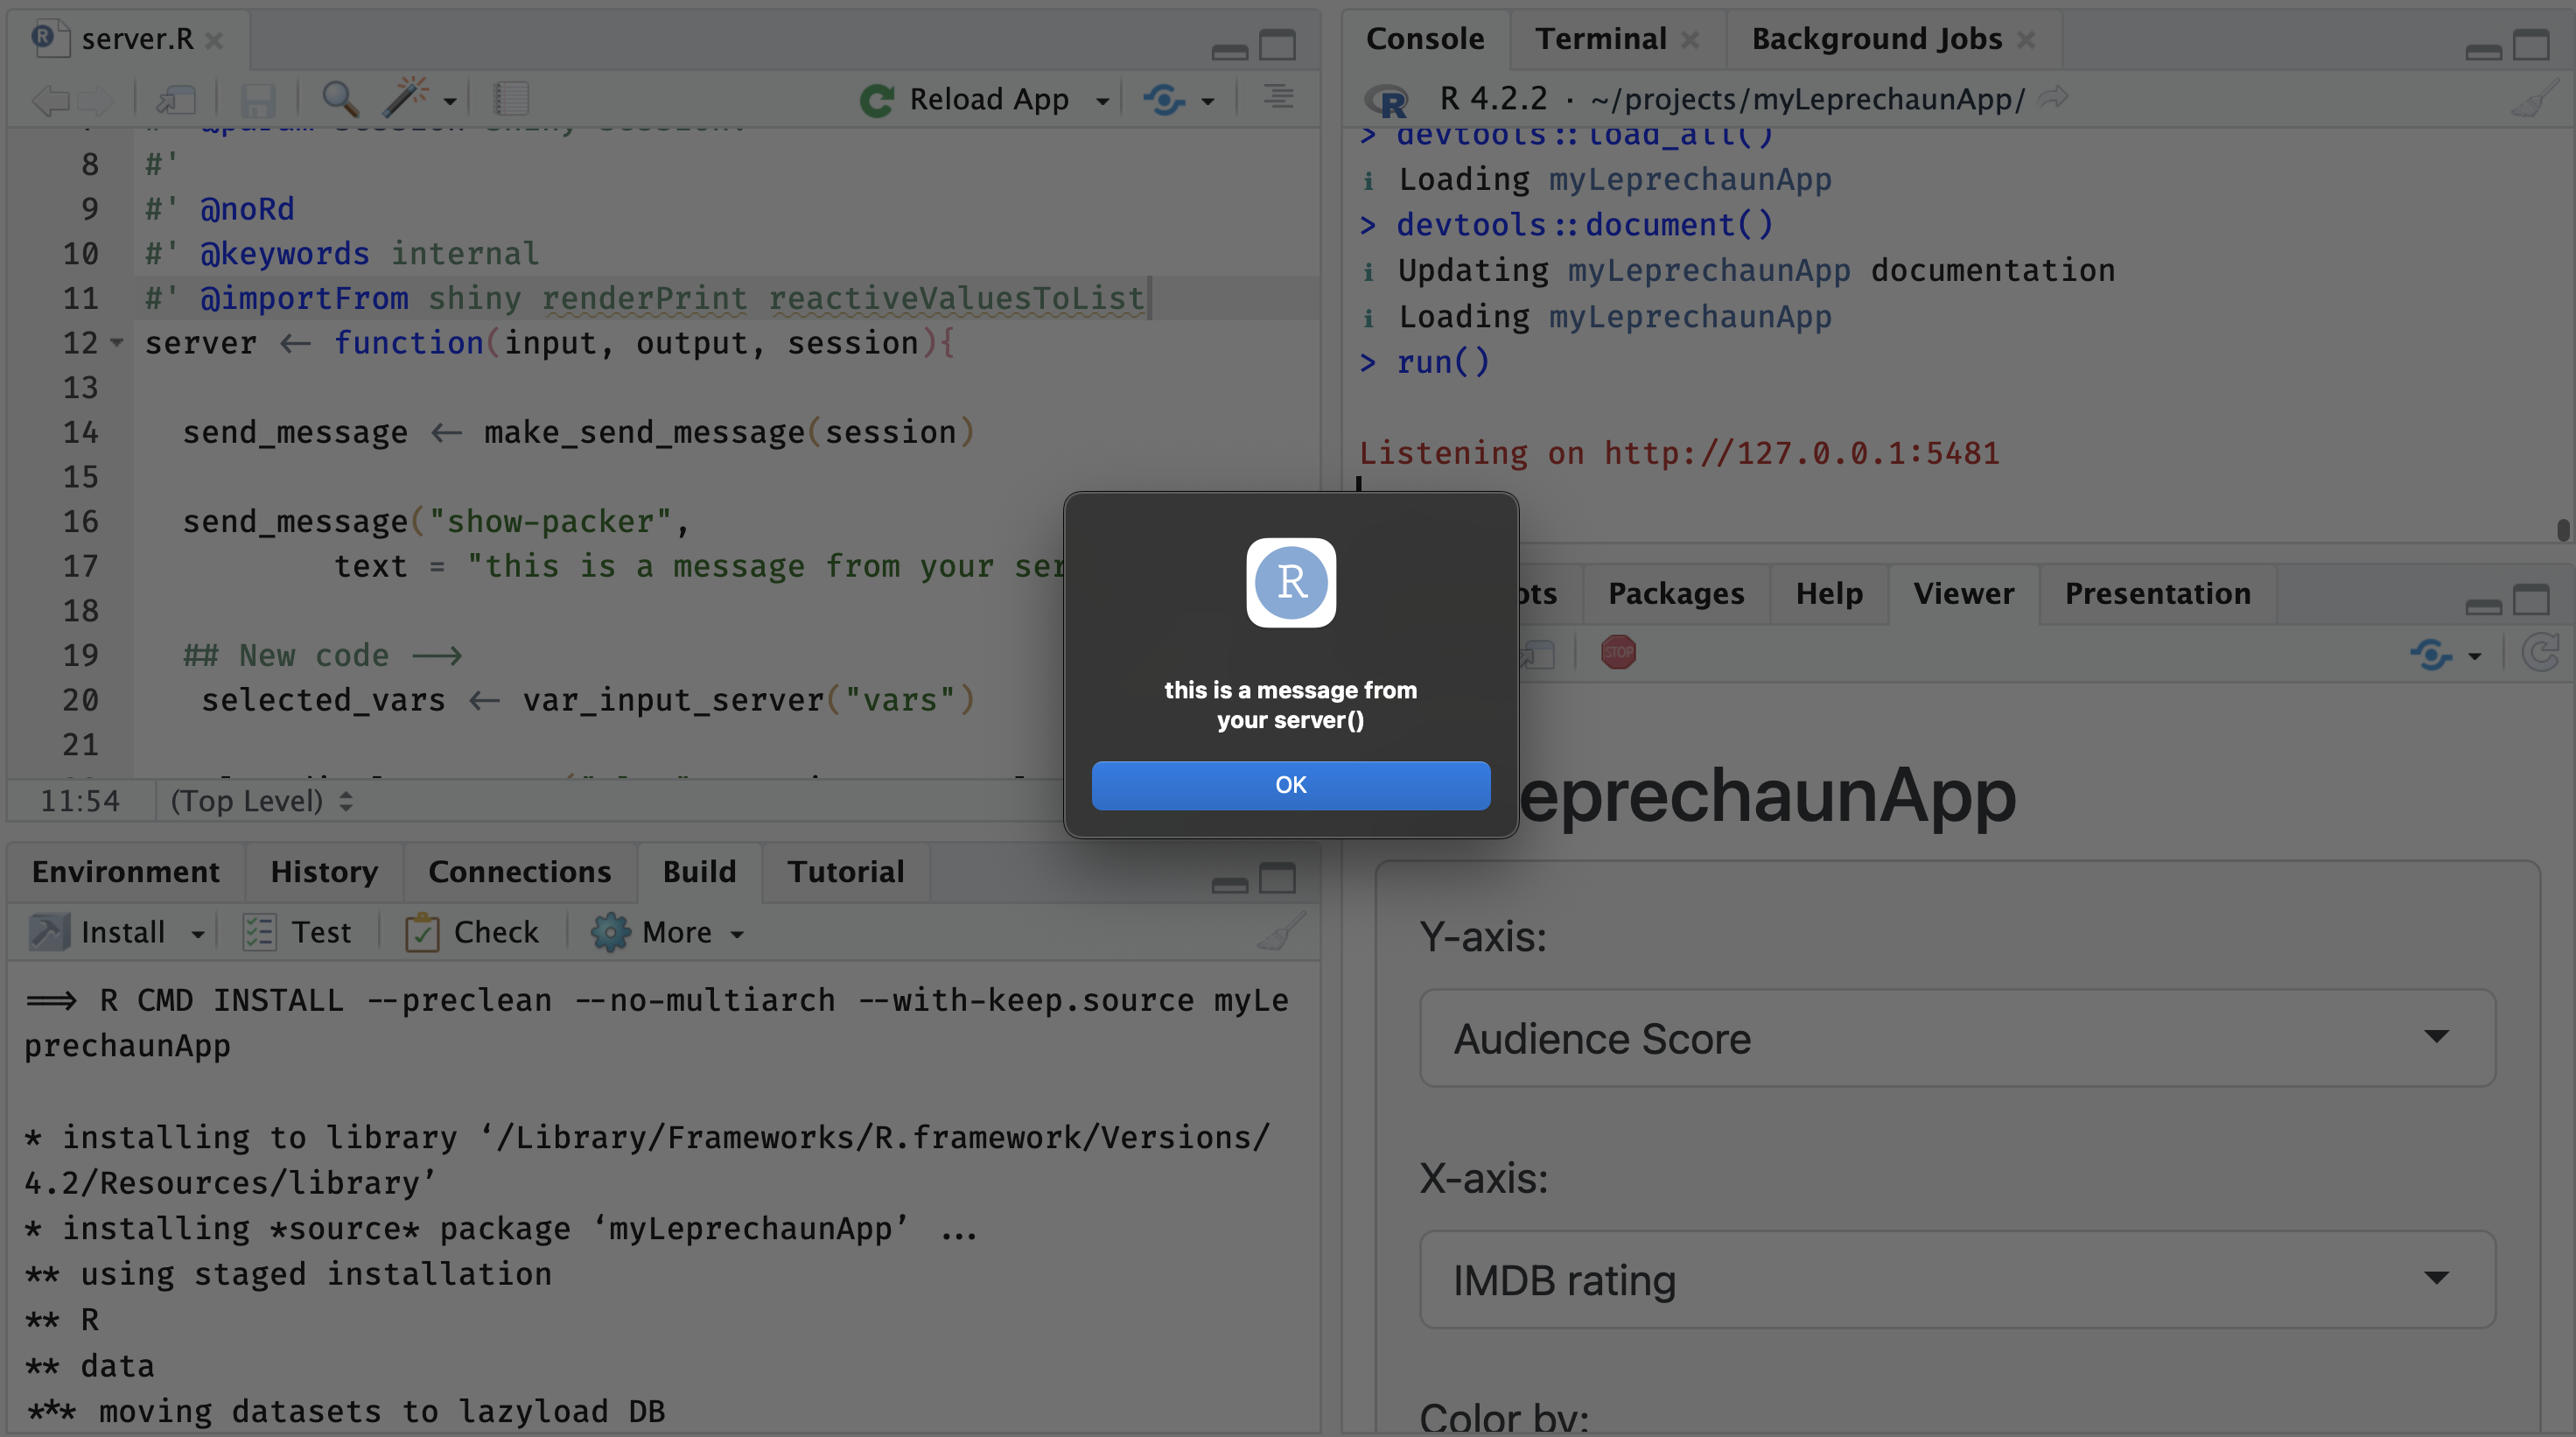 server.R
Reload App
#' @param session Shiny session.
8 #'
9 #' @noRd
10 #' @keywords internal
11 #' @importFrom shiny renderPrint reactiveValuesToList
12 server <- function(input, output, session){
13
14 send_message <- make_send_message(session)
15
16 send_message("show-packer",
17 text = "this is a message from your ser
18
19 ## New code -->
20 selected_vars <- var_input_server("vars")
21
11:54 (Top Level)
Environment History Connections Build Tutorial
Install Test Check More
==> R CMD INSTALL --preclean --no-multiarch --with-keep.source myLe
prechaunApp
* installing to library ‘/Library/Frameworks/R.framework/Versions/
4.2/Resources/library’
* installing *source* package ‘myLeprechaunApp’ ...
** using staged installation
** R
** data
*** moving datasets to lazyload DB
Console Terminal Background Jobs
R R 4.2.2 · ~/projects/myLeprechaunApp/
> devtools::load_all()
ℹ Loading myLeprechaunApp
> devtools::document()
ℹ Updating myLeprechaunApp documentation
ℹ Loading myLeprechaunApp
> run()
Listening on http://127.0.0.1:5481
R
this is a message from
your server()
OK
Packages Help Viewer Presentation
STOP
eprechaunApp
Y-axis:
Audience Score
X-axis:
IMDB rating
Color by: